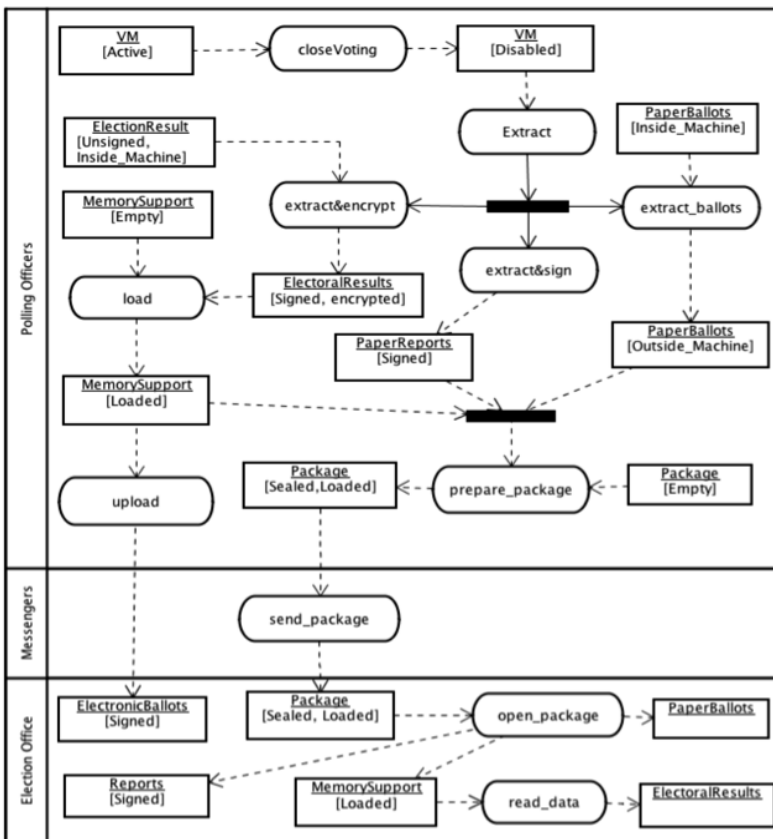 VM
[Active]
closeVoting
VM
[Disabled]
ElectionResult
[Unsigned,
Inside_Machine]
Extract
PaperBallots
[Inside_Machine]
MemorySupport
[Empty]
extract&encrypt
extract_ballots
load
ElectoralResults
[Signed, encrypted]
extract&sign
PaperReports
[Signed]
PaperBallots
[Outside_Machine]
MemorySupport
[Loaded]
upload
Package
[Sealed,Loaded]
prepare_package
Package
[Empty]
Polling Officers
send_package
Messengers
ElectronicBallots
[Signed]
Package
[Sealed, Loaded]
open_package
PaperBallots
Reports
[Signed]
MemorySupport
[Loaded]
read_data
ElectoralResults
Election Office